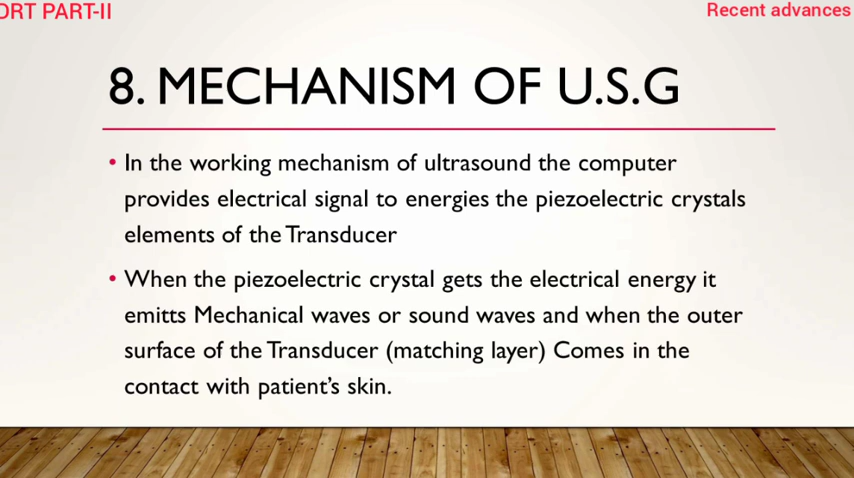 ORT PART-II
Recent advances
8. MECHANISM OF U.S.G
• In the working mechanism of ultrasound the computer
provides electrical signal to energies the piezoelectric crystals
elements of the Transducer
• When the piezoelectric crystal gets the electrical energy it
emitts Mechanical waves or sound waves and when the outer
surface of the Transducer (matching layer) Comes in the
contact with patient's skin.